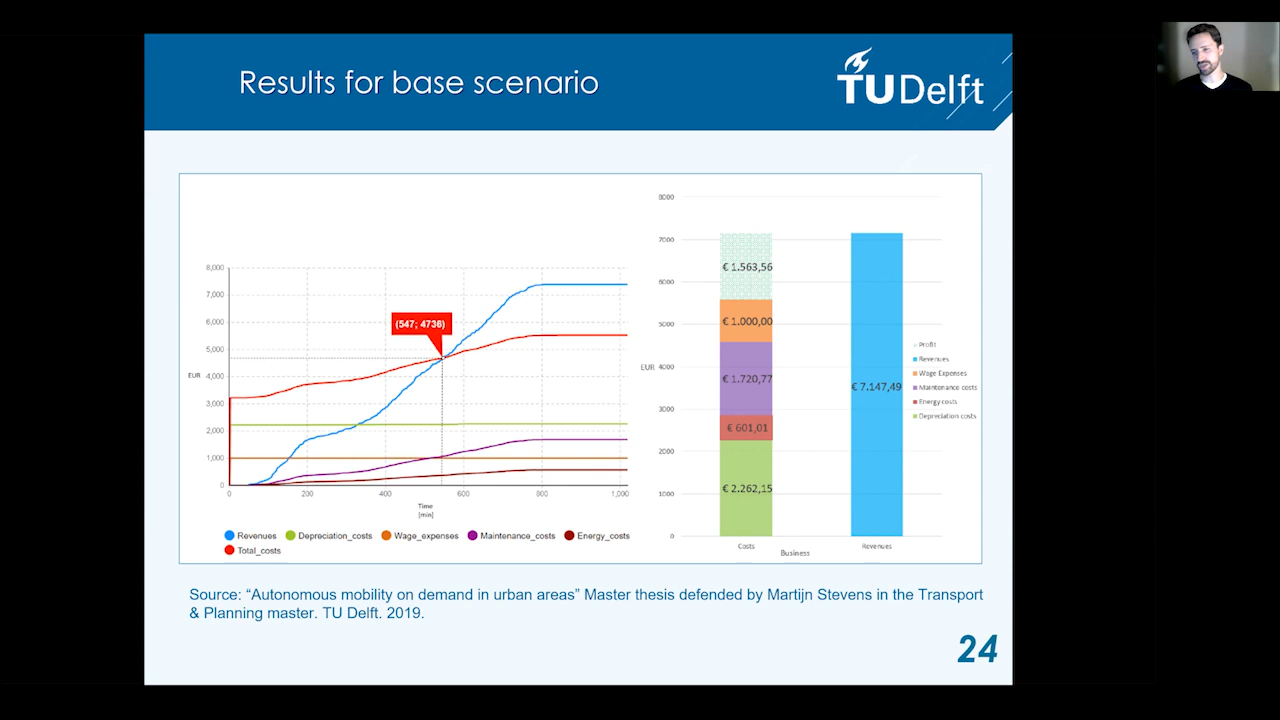 Results for base scenario
TU Delft
8,000
7,000
6,000
5,000
4,000
3,000
2,000
1,000
0
EUR
(547; 4736)
0
200
400
600
800
1,000
Time
[min]
Revenues
Depreciation_costs
Wage_expenses
Maintenance_costs
Energy_costs
Total_costs
8000
7000
6000
5000
4000
3000
2000
1000
0
EUR
€ 1.563,56
€ 1.000,00
€ 1.720,77
€ 601,01
€ 2.262,15
€ 7.147,49
Costs
Revenues
Business
Profit
Revenues
Wage Expenses
Maintenance costs
Energy costs
Depreciation costs
Source: “Autonomous mobility on demand in urban areas” Master thesis defended by Martijn Stevens in the Transport
& Planning master. TU Delft. 2019.
24